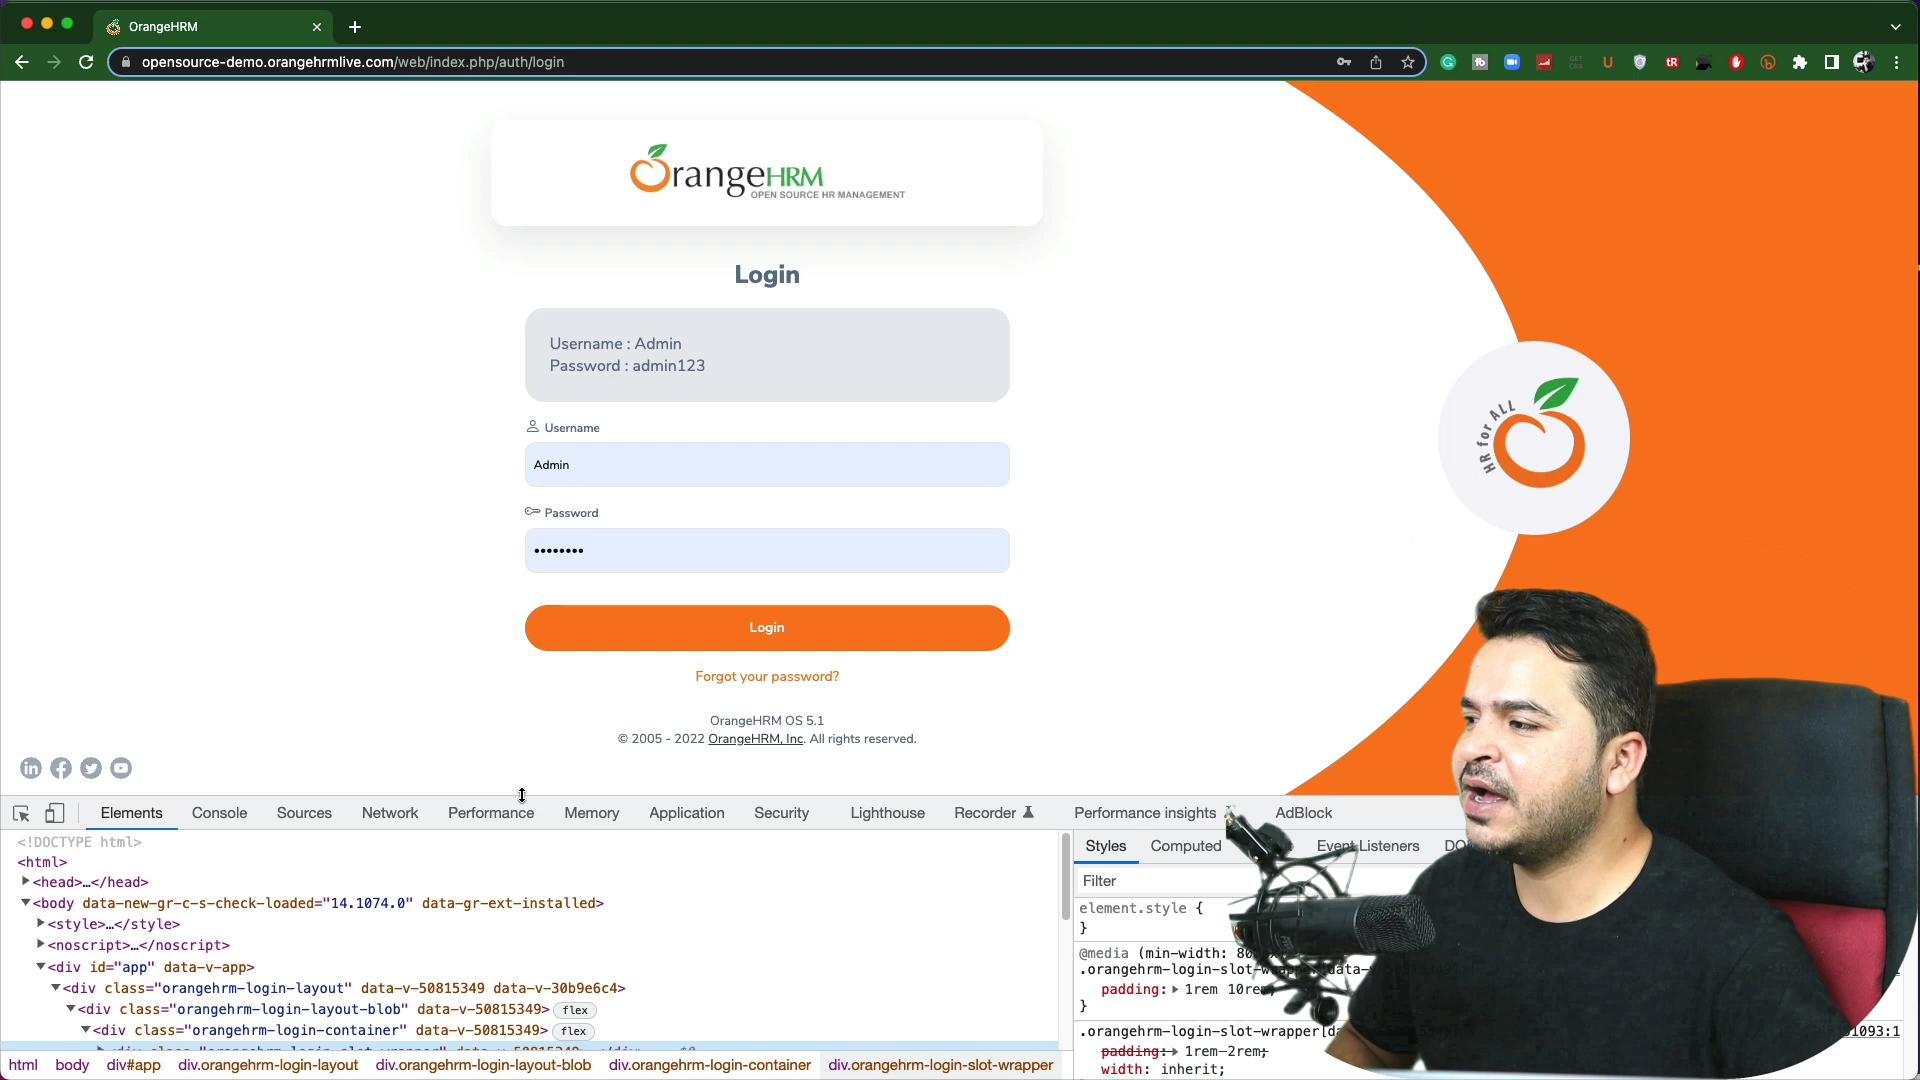 OrangeHRM
opensource-demo.orangehrmlive.com/web/index.php/auth/login
OrangeHRM
OPEN SOURCE HR MANAGEMENT
Login
Username : Admin
Password : admin123
Username
Admin
Password
••••••••
Login
Forgot your password?
OrangeHRM OS 5.1
© 2005 - 2022 OrangeHRM, Inc. All rights reserved.
HR for ALL
Elements Console Sources Network Performance Memory Application Security Lighthouse Recorder Performance insights AdBlock
<!DOCTYPE html>
<html>
<head>…</head>
<body data-new-gr-c-s-check-loaded="14.1074.0" data-gr-ext-installed>
<style>…</style>
<noscript>…</noscript>
<div id="app" data-v-app>
<div class="orangehrm-login-layout" data-v-50815349 data-v-30b9e6c4>
<div class="orangehrm-login-layout-blob" data-v-50815349> flex
<div class="orangehrm-login-container" data-v-50815349> flex
html body div#app div.orangehrm-login-layout div.orangehrm-login-layout-blob div.orangehrm-login-container div.orangehrm-login-slot-wrapper
Styles Computed Event Listeners
Filter
element.style {
}
@media (min-width:
.orangehrm-login-slot-
padding: 1rem 10rem;
}
.orangehrm-login-slot-wrapper[da
padding: 1rem-2rem;
width: inherit;